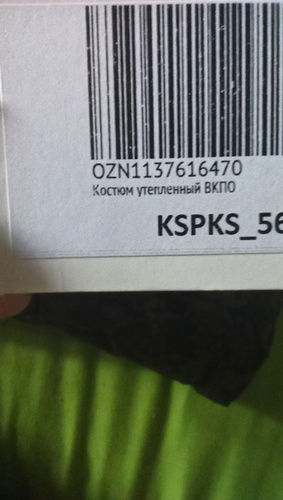 OZN1137616470
Костюм утепленный ВКПО
KSPKS_56